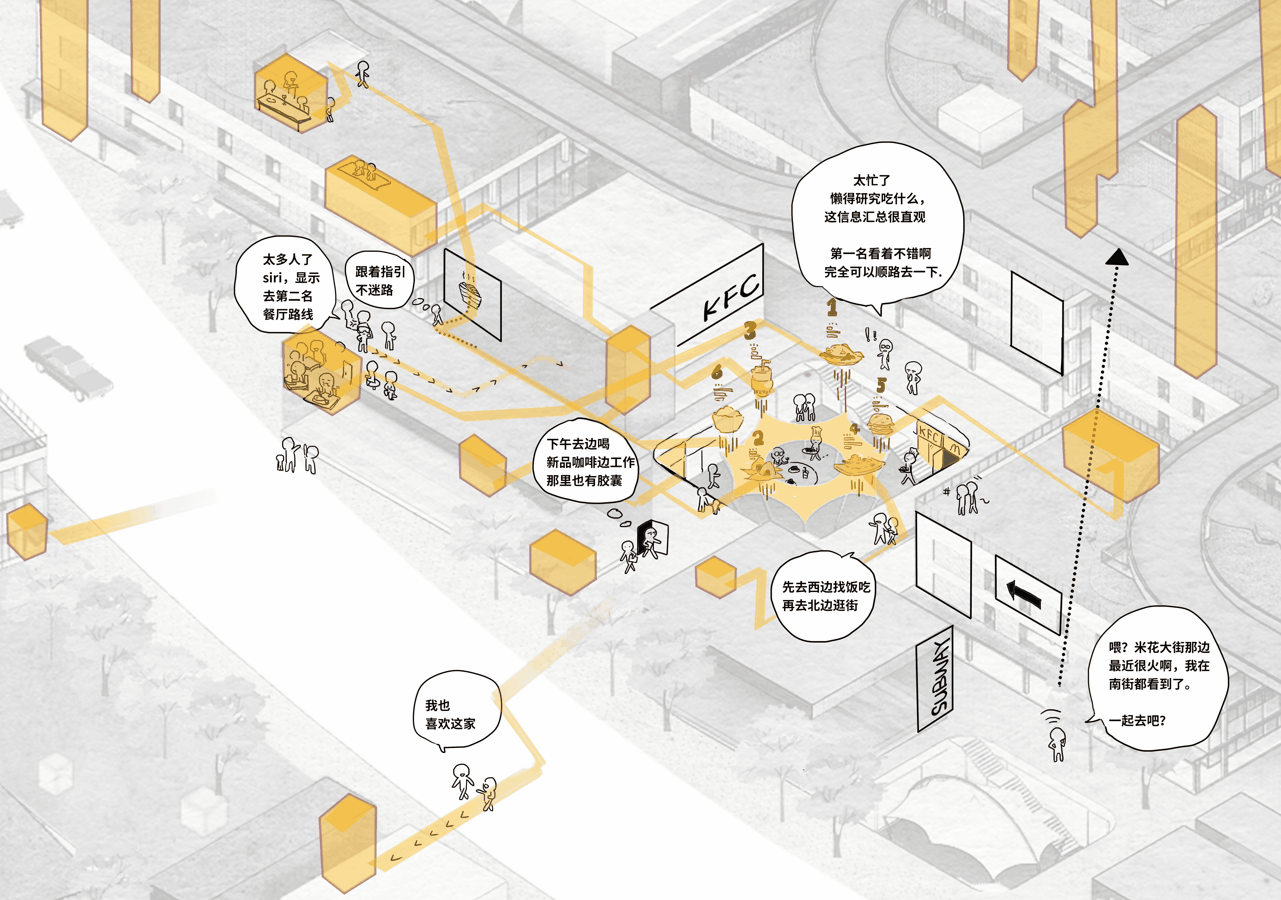 太忙了
懒得研究吃什么，
这信息汇总很直观
第一名看着不错啊
完全可以顺路去一下.
太多人了
siri，显示
去第二名
餐厅路线
跟着指引
不迷路
KFC
1
3
6
5
2
4
KFC
m
下午去边喝
新品咖啡边工作
那里也有胶囊
!!
#
~
先去西边找饭吃
再去北边逛街
SUBWAY
喂？米花大街那边
最近很火啊，我在
南街都看到了。
一起去吧？
我也
喜欢这家